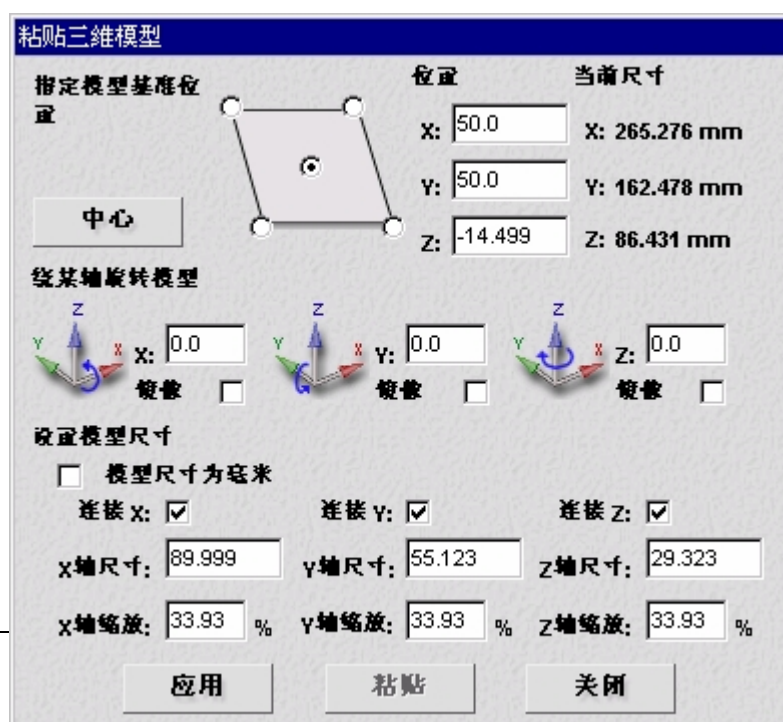 粘贴三维模型
指定模型基准位置
位置
当前尺寸
X: 50.0
X: 265.276 mm
Y: 50.0
Y: 162.478 mm
中心
Z: -14.499
Z: 86.431 mm
绕某轴旋转模型
Z
Y
X
X: 0.0
镜像
Z
Y
X
Y: 0.0
镜像
Z
Y
X
Z: 0.0
镜像
设置模型尺寸
模型尺寸为毫米
连接 X:
连接 Y:
连接 Z:
X轴尺寸: 89.999
Y轴尺寸: 55.123
Z轴尺寸: 29.323
X轴缩放: 33.93 %
Y轴缩放: 33.93 %
Z轴缩放: 33.93 %
应用
粘贴
关闭